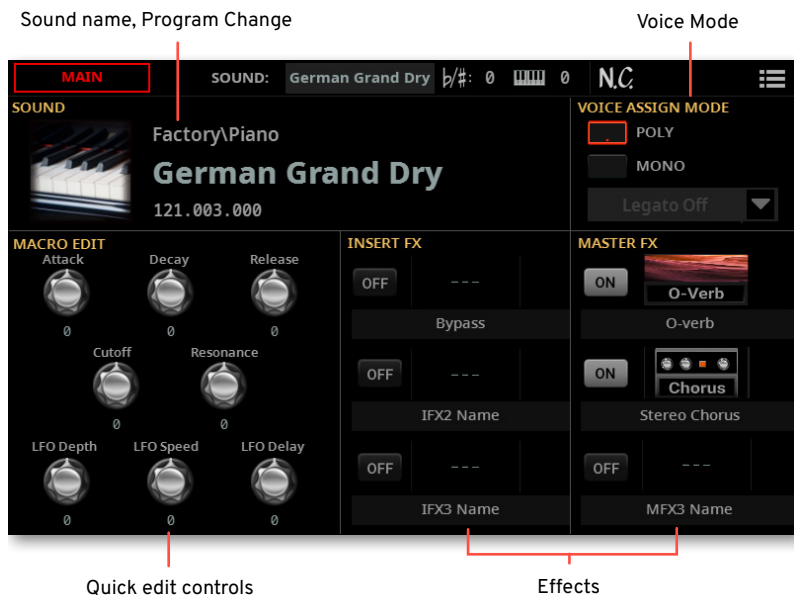 Sound name, Program Change
Voice Mode
MAIN
SOUND: German Grand Dry ♭/#: 0 0 N.C.
SOUND
Factory\Piano
German Grand Dry
121.003.000
VOICE ASSIGN MODE
POLY
MONO
Legato Off
MACRO EDIT
Attack Decay Release
0 0 0
Cutoff Resonance
0 0
LFO Depth LFO Speed LFO Delay
0 0 0
INSERT FX
OFF ---
Bypass
OFF ---
IFX2 Name
OFF ---
IFX3 Name
MASTER FX
ON O-Verb
O-verb
ON Chorus
Stereo Chorus
OFF ---
MFX3 Name
Quick edit controls
Effects